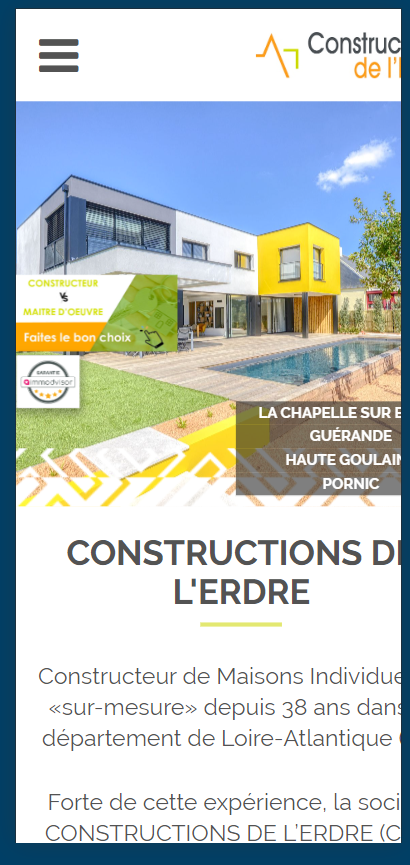 Construc
de l'
CONSTRUCTEUR
VS
MAITRE D'OEUVRE
Faites le bon choix
GARANTIE
immodvisor
LA CHAPELLE SUR E
GUÉRANDE
HAUTE GOULAIN
PORNIC
CONSTRUCTIONS DE
L'ERDRE
Constructeur de Maisons Individue
«sur-mesure» depuis 38 ans dans
département de Loire-Atlantique (
Forte de cette expérience, la soci
CONSTRUCTIONS DE L'ERDRE (C